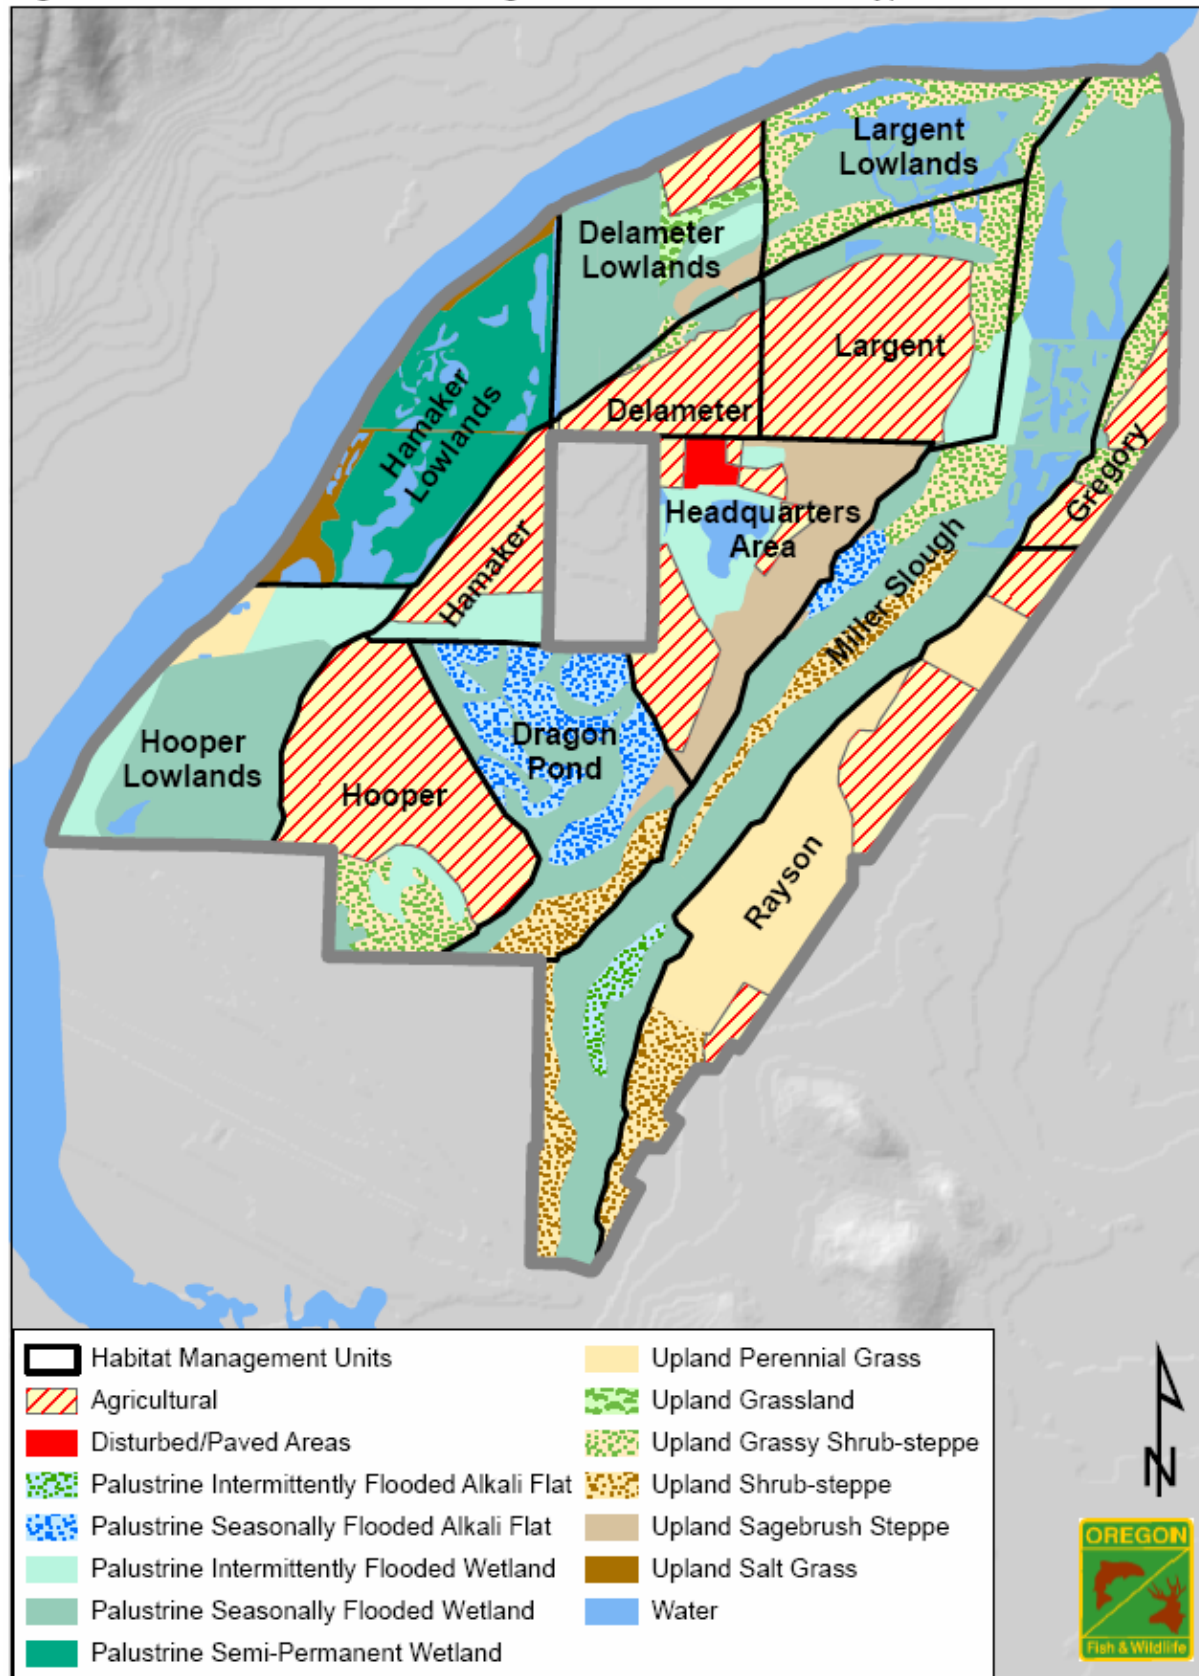 Largent
Lowlands
Delameter
Lowlands
Largent
Hamaker
Lowlands
Delameter
Gregory
Headquarters
Area
Hamaker
Miller Slough
Dragon
Pond
Hooper
Lowlands
Hooper
Rayson
Habitat Management Units
Agricultural
Disturbed/Paved Areas
Palustrine Intermittently Flooded Alkali Flat
Palustrine Seasonally Flooded Alkali Flat
Palustrine Intermittently Flooded Wetland
Palustrine Seasonally Flooded Wetland
Palustrine Semi-Permanent Wetland
Upland Perennial Grass
Upland Grassland
Upland Grassy Shrub-steppe
Upland Shrub-steppe
Upland Sagebrush Steppe
Upland Salt Grass
Water
N
OREGON
Fish & Wildlife